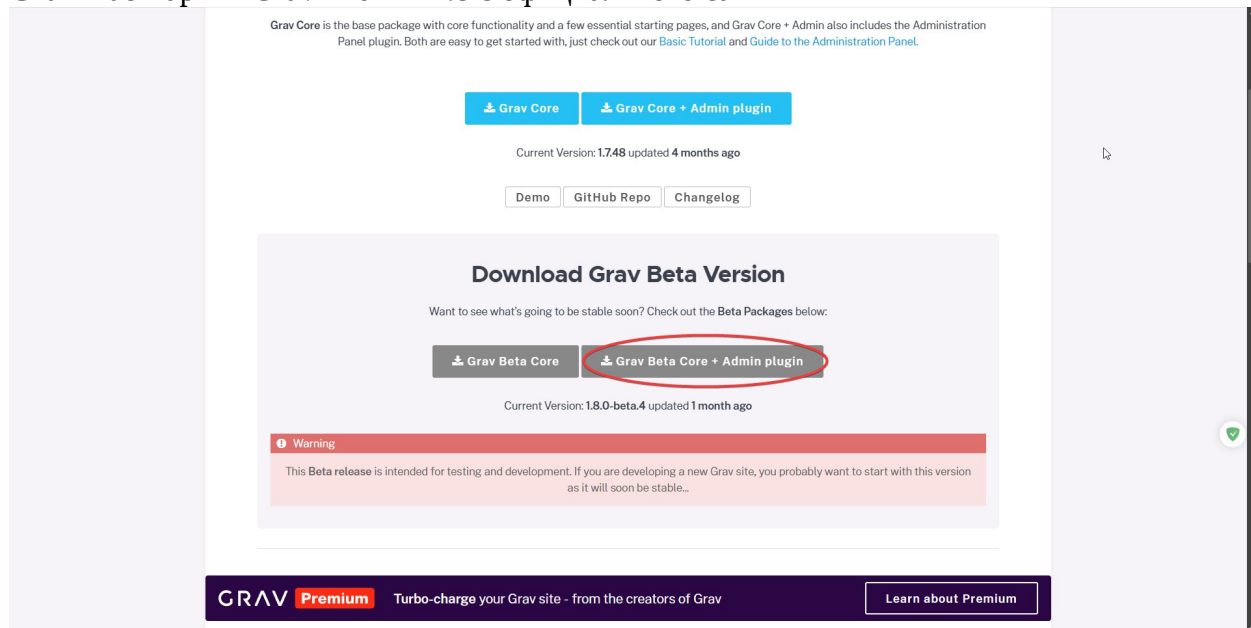 Grav Core is the base package with core functionality and a few essential starting pages, and Grav Core + Admin also includes the Administration
Panel plugin. Both are easy to get started with, just check out our Basic Tutorial and Guide to the Administration Panel.
Grav Core
Grav Core + Admin plugin
Current Version: 1.7.48 updated 4 months ago
Demo
GitHub Repo
Changelog
Download Grav Beta Version
Want to see what's going to be stable soon? Check out the Beta Packages below:
Grav Beta Core
Grav Beta Core + Admin plugin
Current Version: 1.8.0-beta.4 updated 1 month ago
Warning
This Beta release is intended for testing and development. If you are developing a new Grav site, you probably want to start with this version
as it will soon be stable...
GRAV Premium
Turbo-charge your Grav site - from the creators of Grav
Learn about Premium